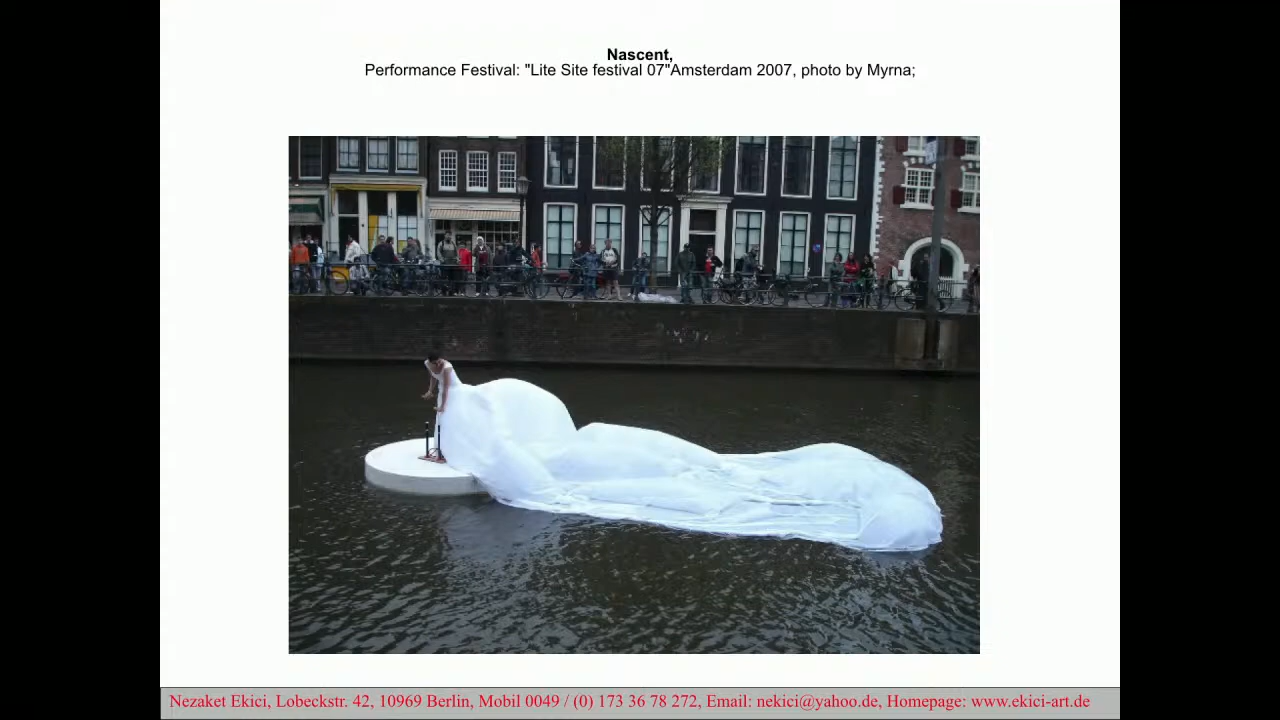 Nascent,
Performance Festival: "Lite Site festival 07"Amsterdam 2007, photo by Myrna;
Nezaket Ekici, Lobeckstr. 42, 10969 Berlin, Mobil 0049 / (0) 173 36 78 272, Email: nekici@yahoo.de, Homepage: www.ekici-art.de